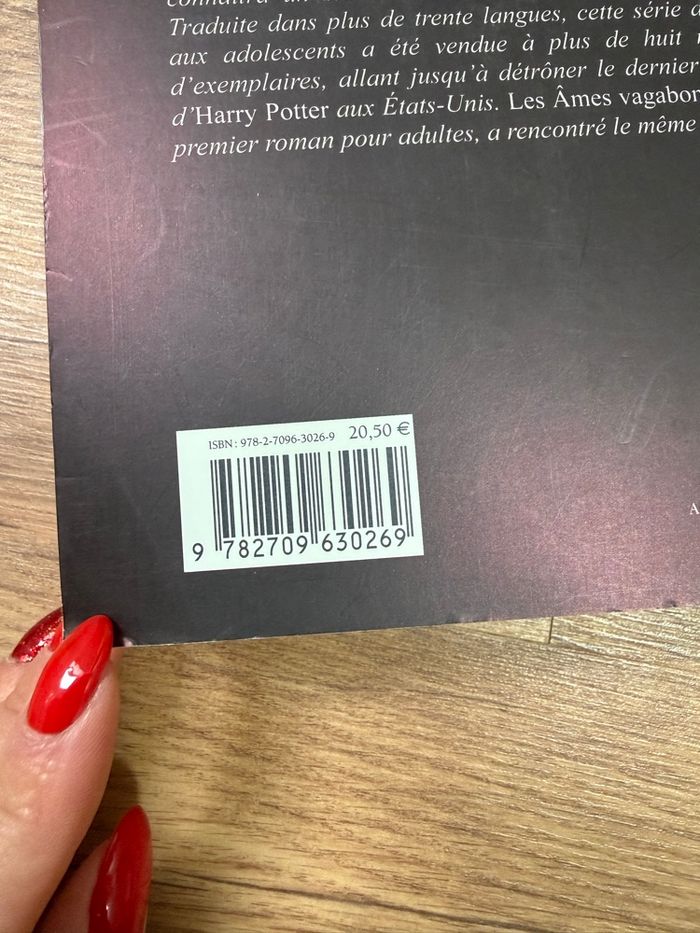 Traduite dans plus de trente langues, cette série
aux adolescents a été vendue à plus de huit
d'exemplaires, allant jusqu'à détrôner le dernier
d'Harry Potter aux États-Unis. Les Âmes
premier roman pour adultes, a rencontré le même
ISBN : 978-2-7096-3026-9 20,50 €
9 782709 630269